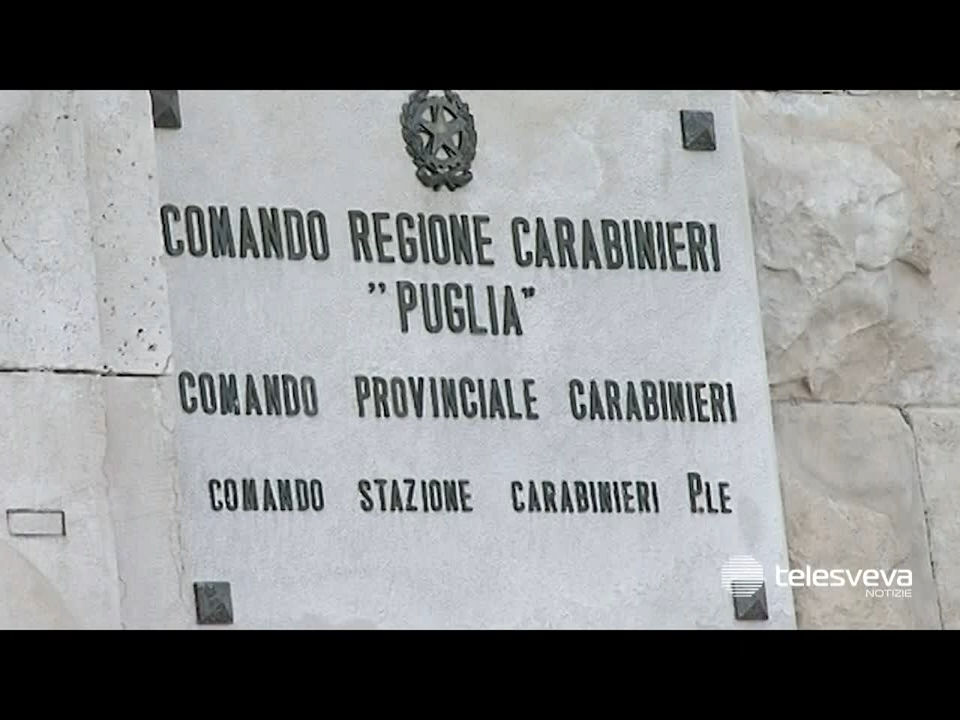 COMANDO REGIONE CARABINIERI
"PUGLIA"
COMANDO PROVINCIALE CARABINIERI
COMANDO STAZIONE CARABINIERI P.LE
telesveva
NOTIZIE